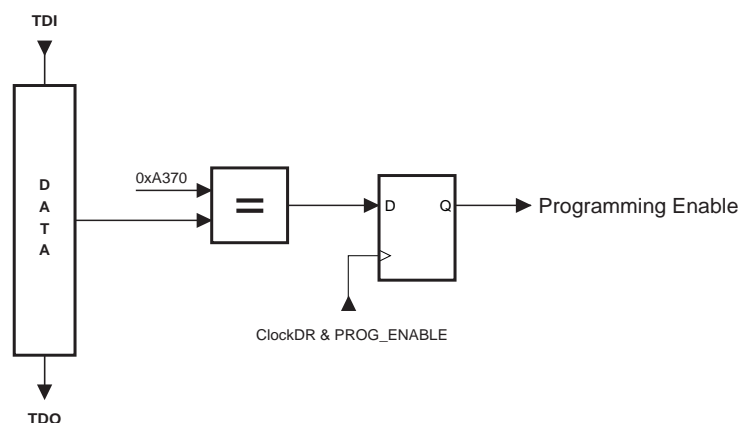 TDI
D
A
T
A
0xA370
=
D
Q
Programming Enable
ClockDR & PROG_ENABLE
TDO